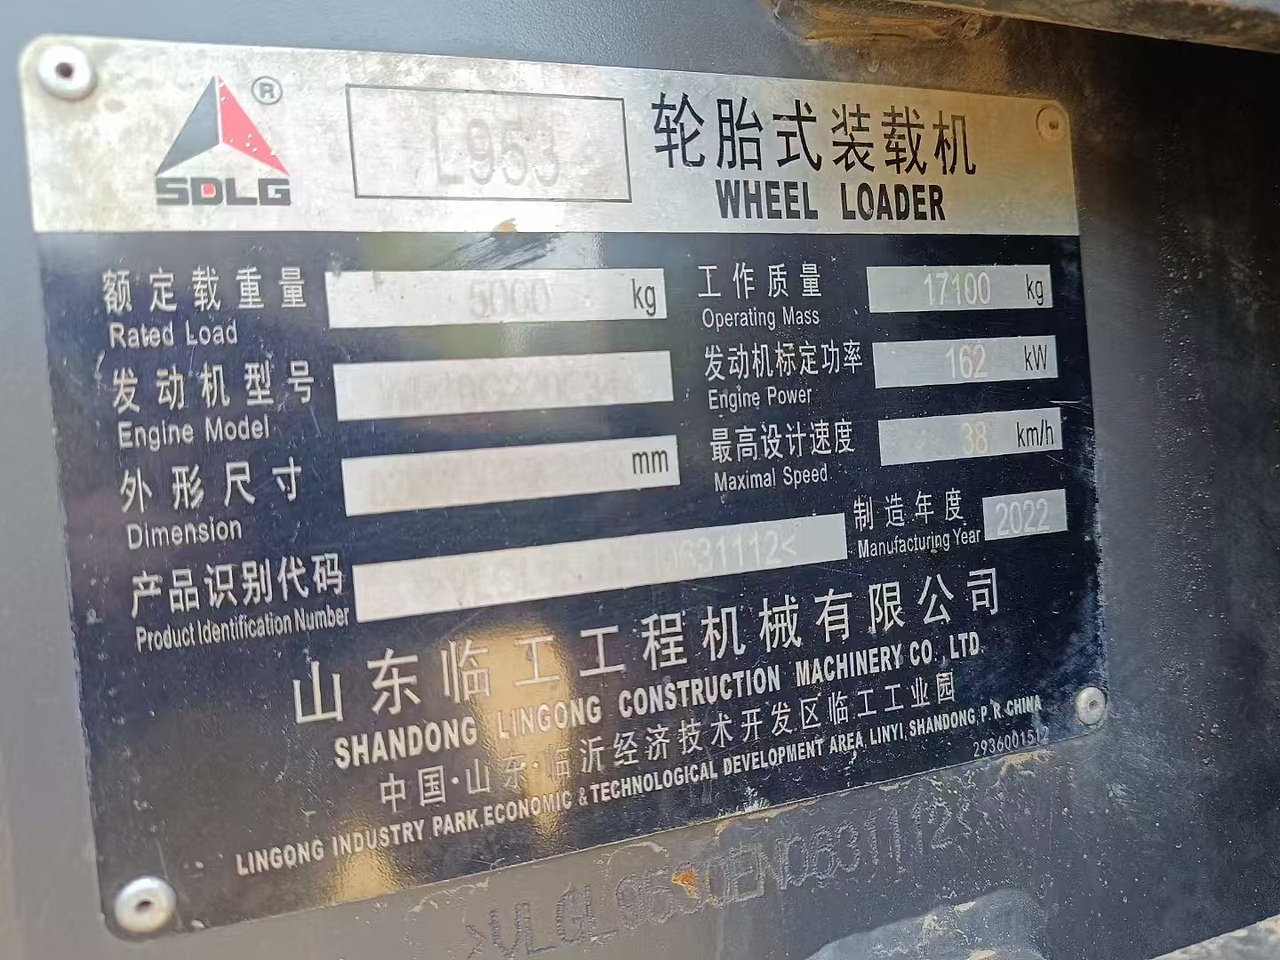 SDLG ®
L953
轮胎式装载机
WHEEL LOADER
额定载重量 5000 kg
Rated Load
工作质量 17100 kg
Operating Mass
发动机型号
Engine Model
发动机标定功率 162 kW
Engine Power
外形尺寸 mm
Dimension
最高设计速度 38 km/h
Maximal Speed
产品识别代码 631112<
Product Identification Number
制造年度 2022
Manufacturing Year
山东临工工程机械有限公司
SHANDONG LINGONG CONSTRUCTION MACHINERY CO., LTD.
中国·山东·临沂经济技术开发区临工工业园
LINGONG INDUSTRY PARK,ECONOMIC & TECHNOLOGICAL DEVELOPMENT AREA, LINYI, SHANDONG, P. R. CHINA
2936001512
>VLGL9530EN0631112<